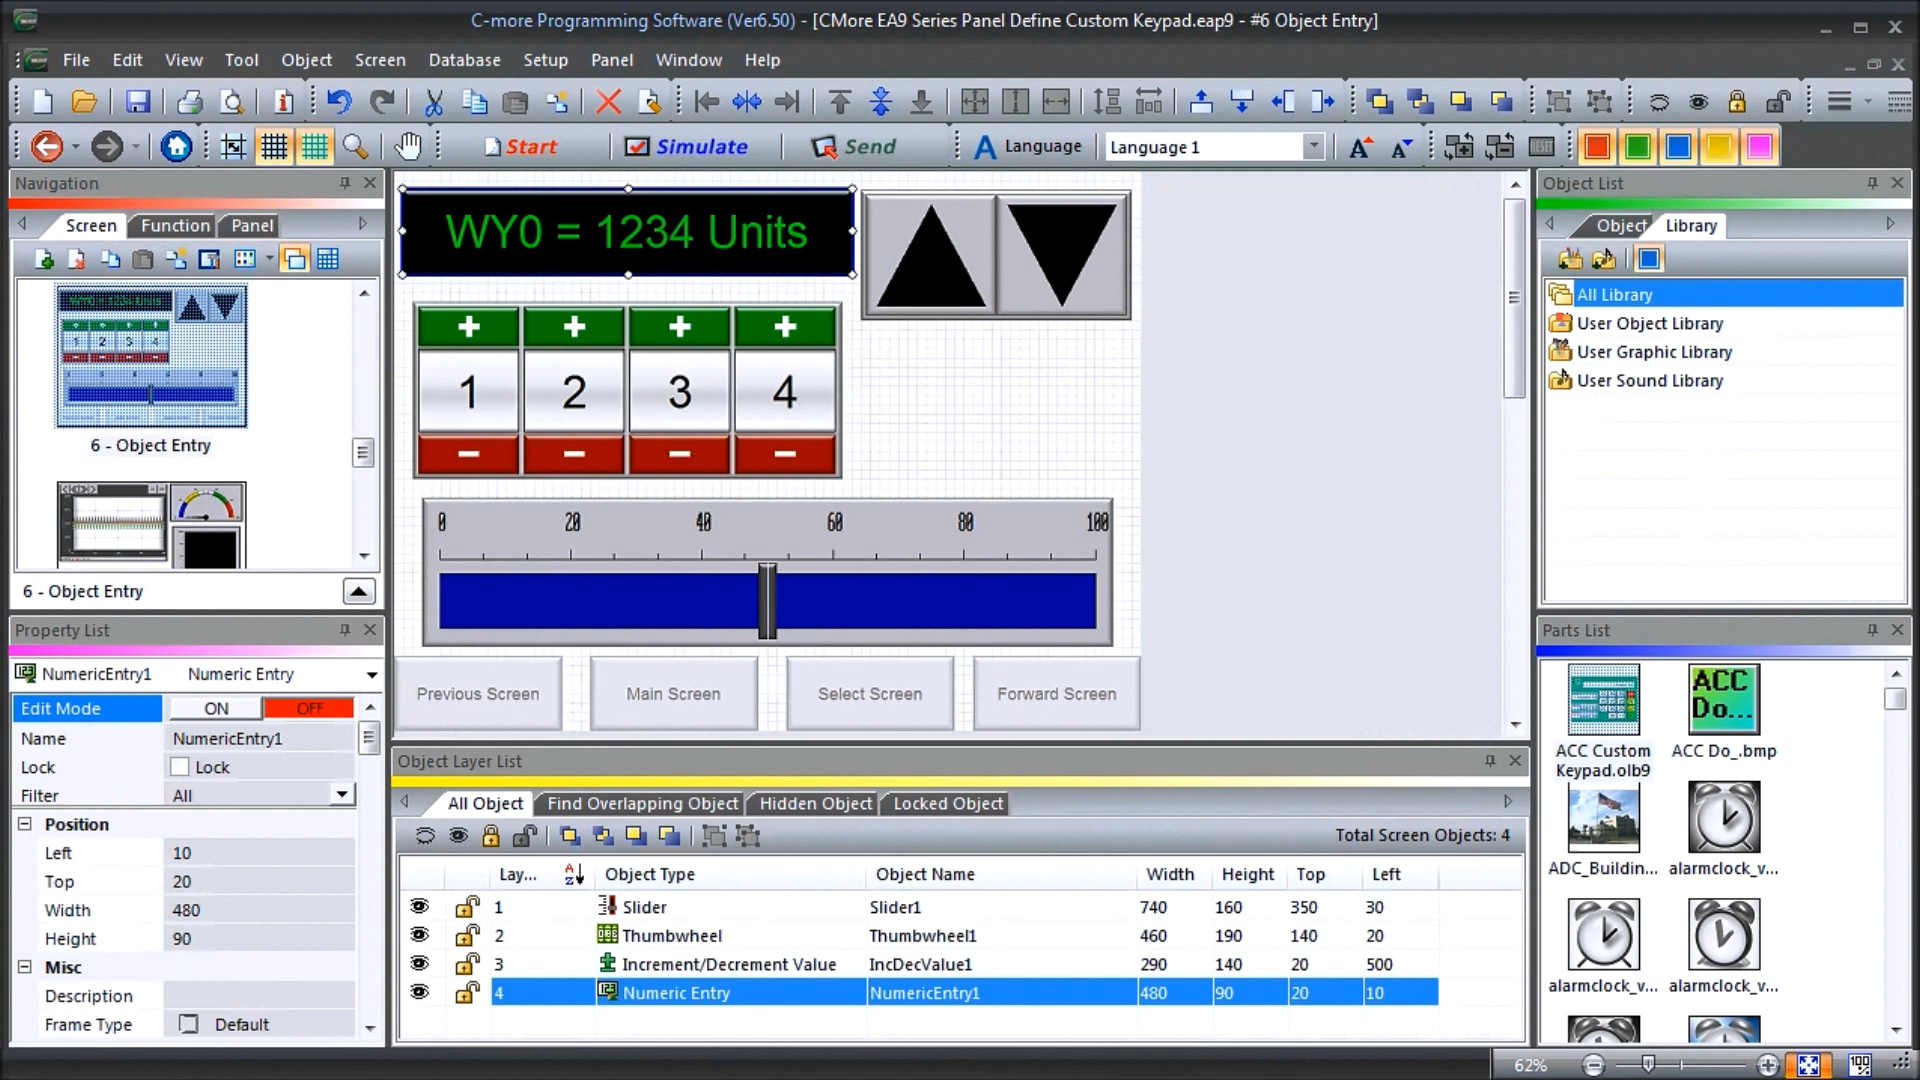 C-more Programming Software (Ver6.50) - [CMore EA9 Series Panel Define Custom Keypad.eap9 - #6 Object Entry]
File Edit View Tool Object Screen Database Setup Panel Window Help
Start Simulate Send Language Language 1
Navigation
Screen Function Panel
6 - Object Entry
6 - Object Entry
Property List
NumericEntry1 Numeric Entry
Edit Mode ON OFF
Name NumericEntry1
Lock Lock
Filter All
Position
Left 10
Top 20
Width 480
Height 90
Misc
Description
Frame Type Default
WY0 = 1234 Units
+ + + +
1 2 3 4
- - - -
0 20 40 60 80 100
Previous Screen Main Screen Select Screen Forward Screen
Object Layer List
All Object Find Overlapping Object Hidden Object Locked Object
Total Screen Objects: 4
Lay... Object Type Object Name Width Height Top Left
1 Slider Slider1 740 160 350 30
2 Thumbwheel Thumbwheel1 460 190 140 20
3 Increment/Decrement Value IncDecValue1 290 140 20 500
4 Numeric Entry NumericEntry1 480 90 20 10
Object List
Object Library
All Library
User Object Library
User Graphic Library
User Sound Library
Parts List
ACC
Do...
ACC Custom Keypad.olb9 ACC Do_.bmp
ADC_Buildin... alarmclock_v...
alarmclock_v... alarmclock_v...
62%